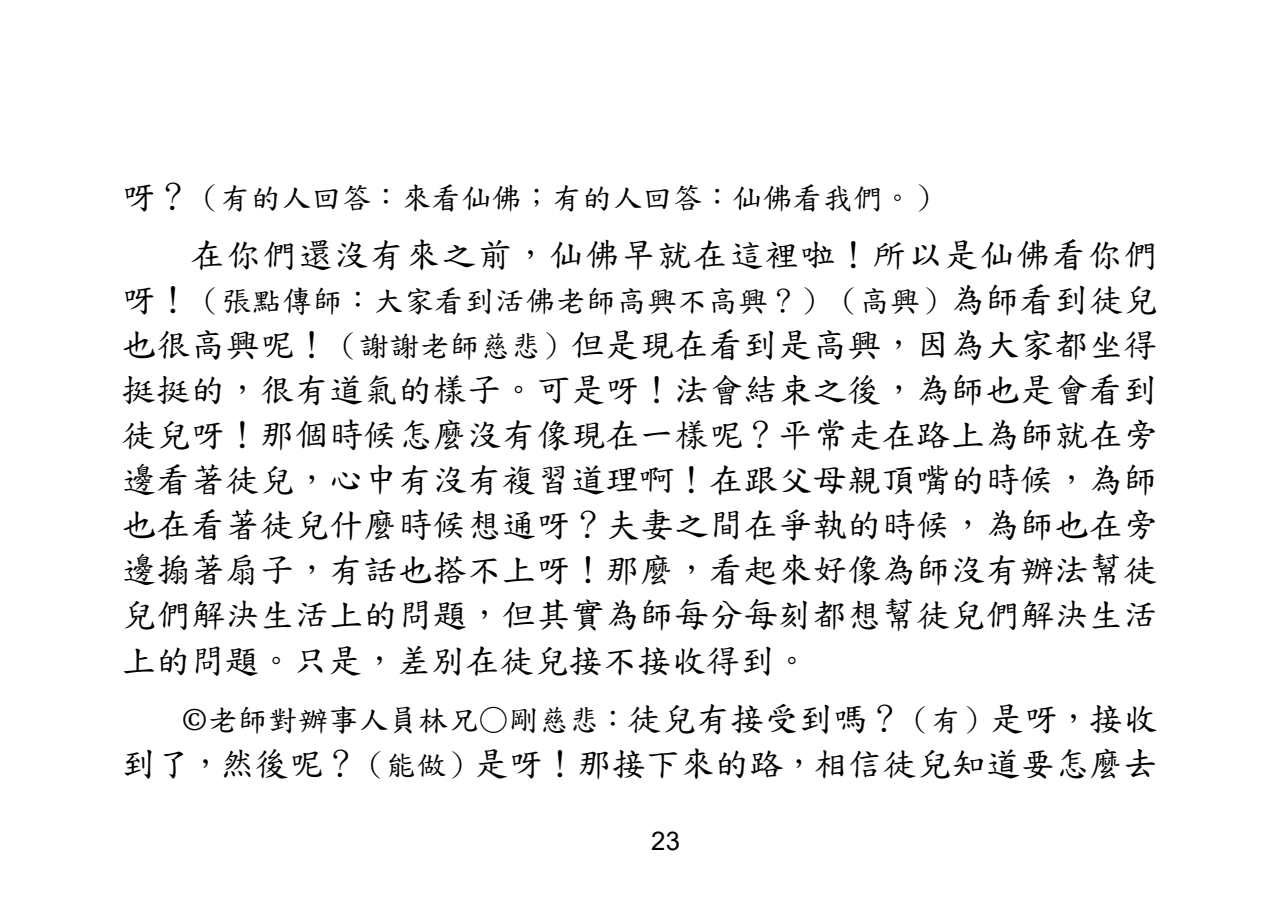 呀？（有的人回答：來看仙佛；有的人回答：仙佛看我們。）
在你們還沒有來之前，仙佛早就在這裡啦！所以是仙佛看你們
呀！（張點傳師：大家看到活佛老師高興不高興？）（高興）為師看到徒兒
也很高興呢！（謝謝老師慈悲）但是現在看到是高興，因為大家都坐得
挺挺的，很有道氣的樣子。可是呀！法會結束之後，為師也是會看到
徒兒呀！那個時候怎麼沒有像現在一樣呢？平常走在路上為師就在旁
邊看著徒兒，心中有沒有複習道理啊！在跟父母親頂嘴的時候，為師
也在看著徒兒什麼時候想通呀？夫妻之間在爭執的時候，為師也在旁
邊搧著扇子，有話也搭不上呀！那麼，看起來好像為師沒有辦法幫徒
兒們解決生活上的問題，但其實為師每分每刻都想幫徒兒們解決生活
上的問題。只是，差別在徒兒接不接收得到。
©老師對辦事人員林兄○剛慈悲：徒兒有接受到嗎？（有）是呀，接收
到了，然後呢？（能做）是呀！那接下來的路，相信徒兒知道要怎麼去
23